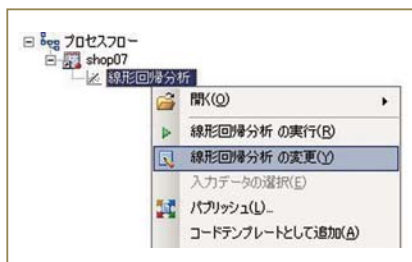 プロセスフロー
shop07
線形回帰分析
開く(O)
線形回帰分析 の実行(R)
線形回帰分析 の変更(Y)
入力データの選択(E)
パブリッシュ(L)...
コードテンプレートとして追加(A)